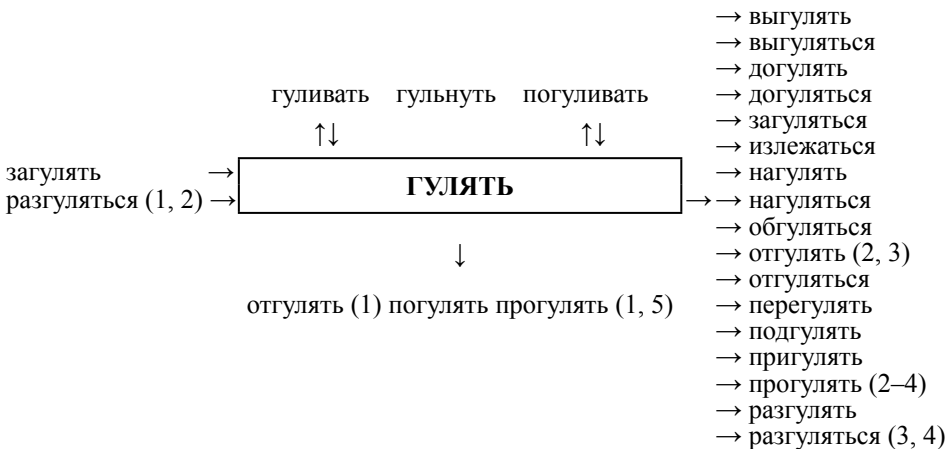 → выгулять
→ выгуляться
→ догулять
гуливать гульнуть погуливать
→ догуляться
↑↓ ↑↓
→ загуляться
→ излежаться
загулять →
ГУЛЯТЬ
→ нагулять
разгуляться (1, 2) →
→ → нагуляться
→ обгуляться
↓
→ отгулять (2, 3)
→ отгуляться
отгулять (1) погулять прогулять (1, 5)
→ перегулять
→ подгулять
→ пригулять
→ прогулять (2–4)
→ разгулять
→ разгуляться (3, 4)